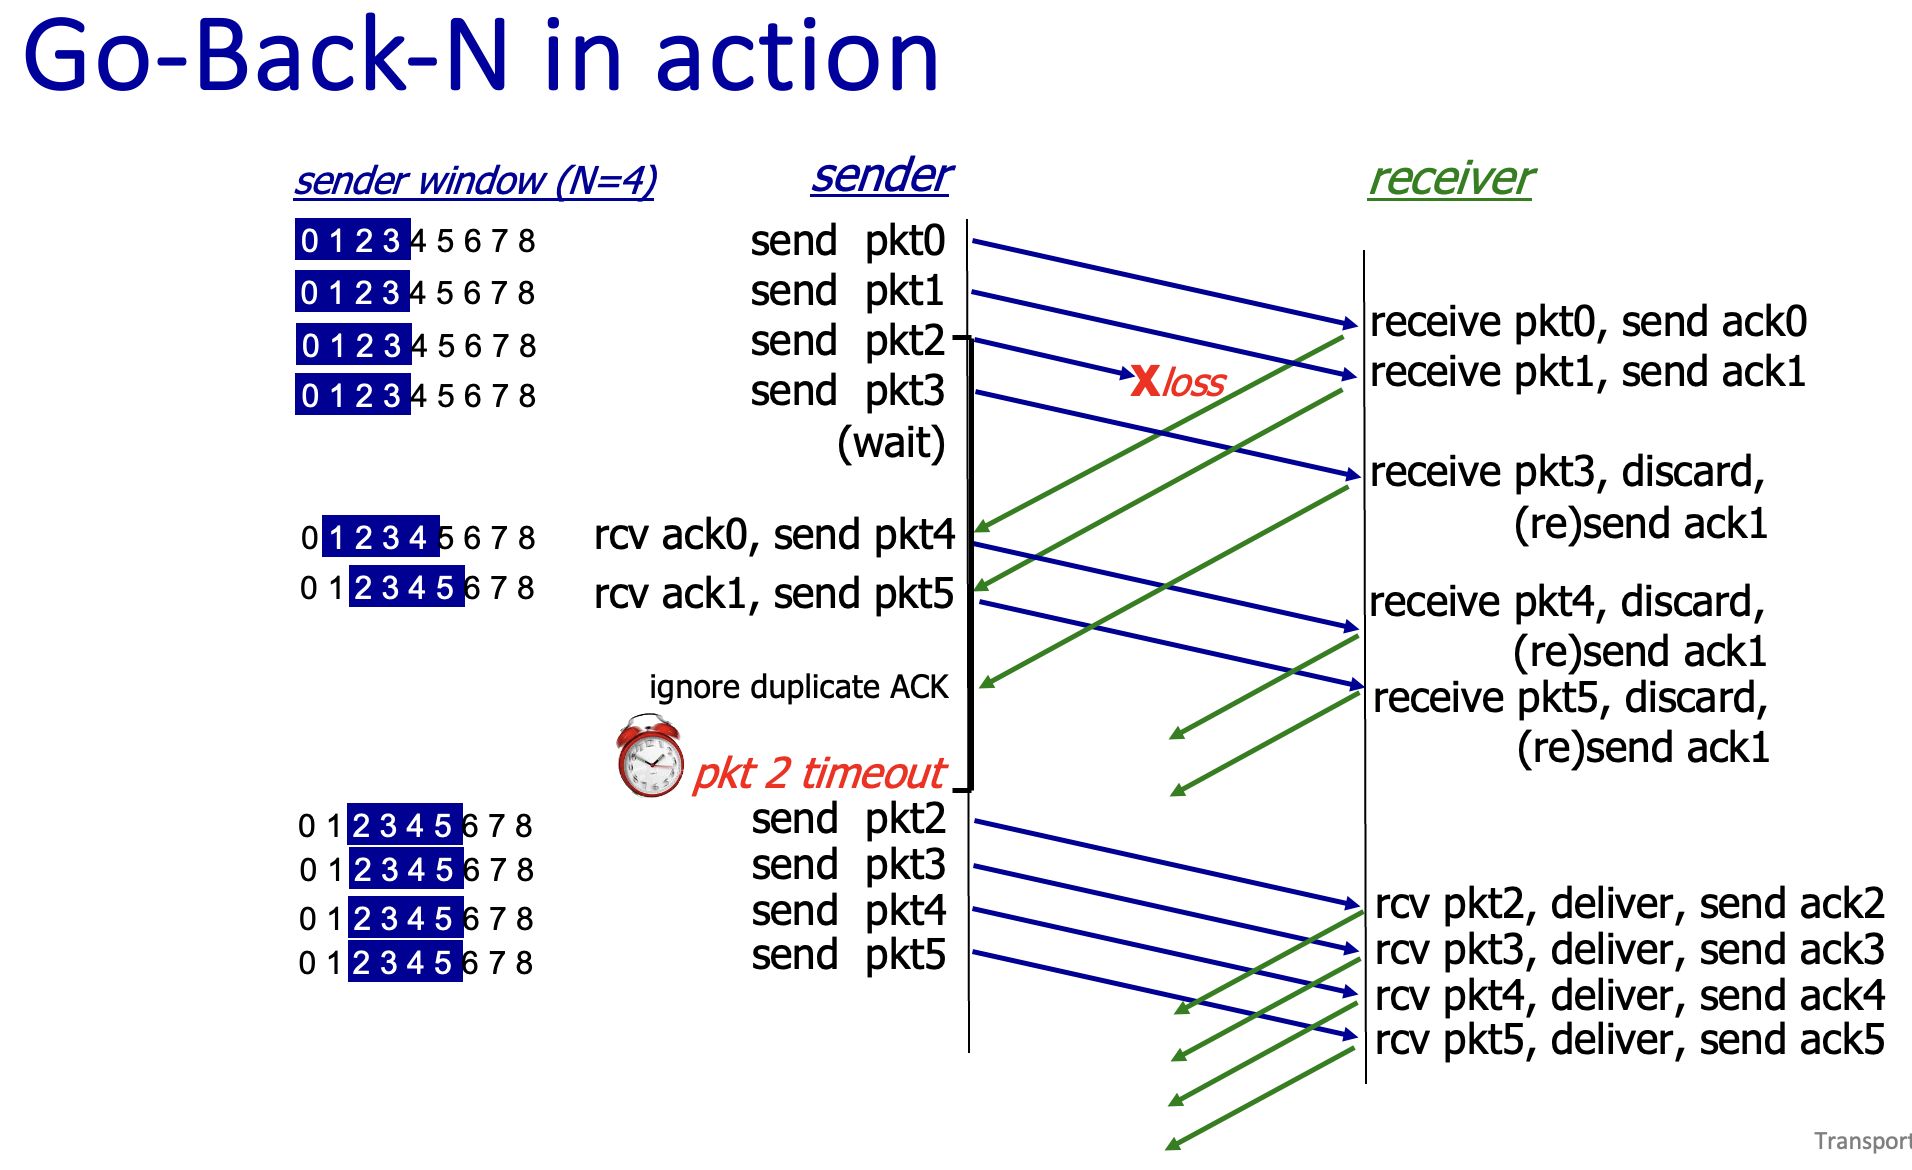 Go-Back-N in action
sender window (N=4)
sender
receiver
0 1 2 3 4 5 6 7 8
send pkt0
0 1 2 3 4 5 6 7 8
send pkt1
receive pkt0, send ack0
0 1 2 3 4 5 6 7 8
send pkt2
receive pkt1, send ack1
X loss
0 1 2 3 4 5 6 7 8
send pkt3
(wait)
receive pkt3, discard,
(re)send ack1
0 1 2 3 4 5 6 7 8
rcv ack0, send pkt4
0 1 2 3 4 5 6 7 8
rcv ack1, send pkt5
receive pkt4, discard,
(re)send ack1
ignore duplicate ACK
receive pkt5, discard,
(re)send ack1
pkt 2 timeout
0 1 2 3 4 5 6 7 8
send pkt2
0 1 2 3 4 5 6 7 8
send pkt3
rcv pkt2, deliver, send ack2
0 1 2 3 4 5 6 7 8
send pkt4
rcv pkt3, deliver, send ack3
0 1 2 3 4 5 6 7 8
send pkt5
rcv pkt4, deliver, send ack4
rcv pkt5, deliver, send ack5
Transport